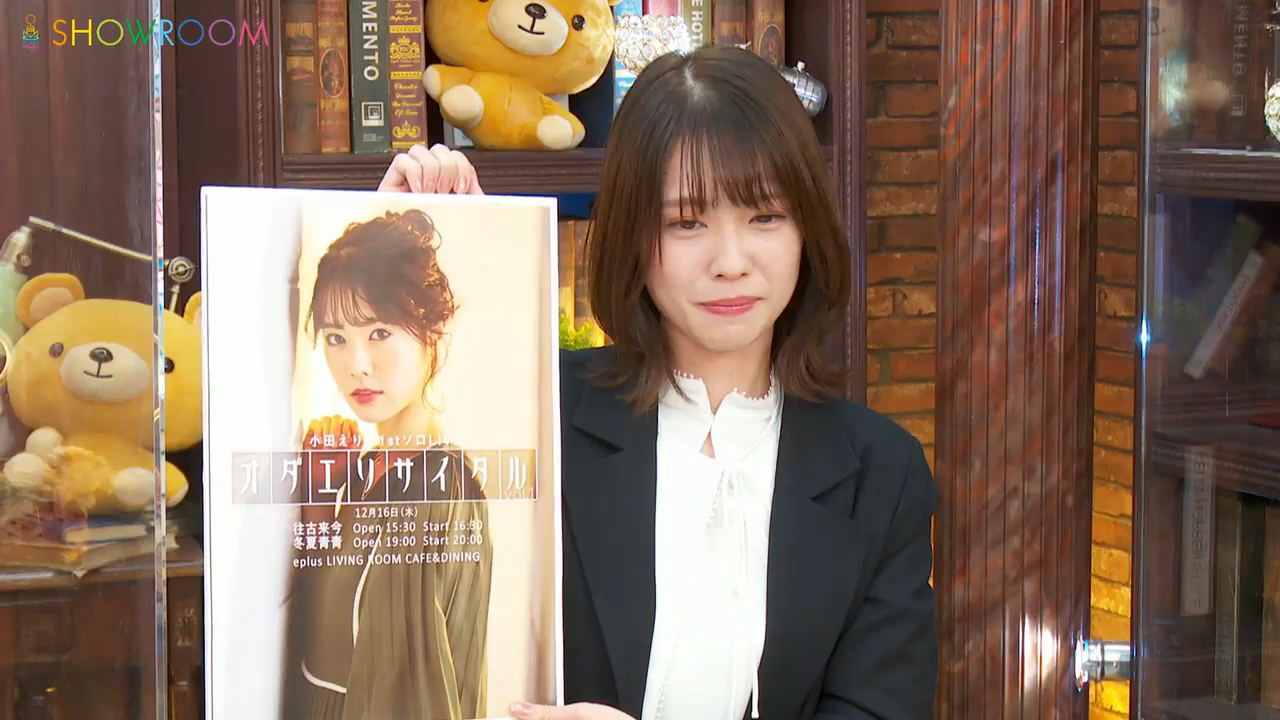 SHOWROOM
MENTO
HOTE
小田えり 1stソロLiv
オダエリサイタル
vol.1
12月16日(木)
往古来今 Open 15:30 Start 16:30
冬夏青青 Open 19:00 Start 20:00
eplus LIVING ROOM CAFE&DINING